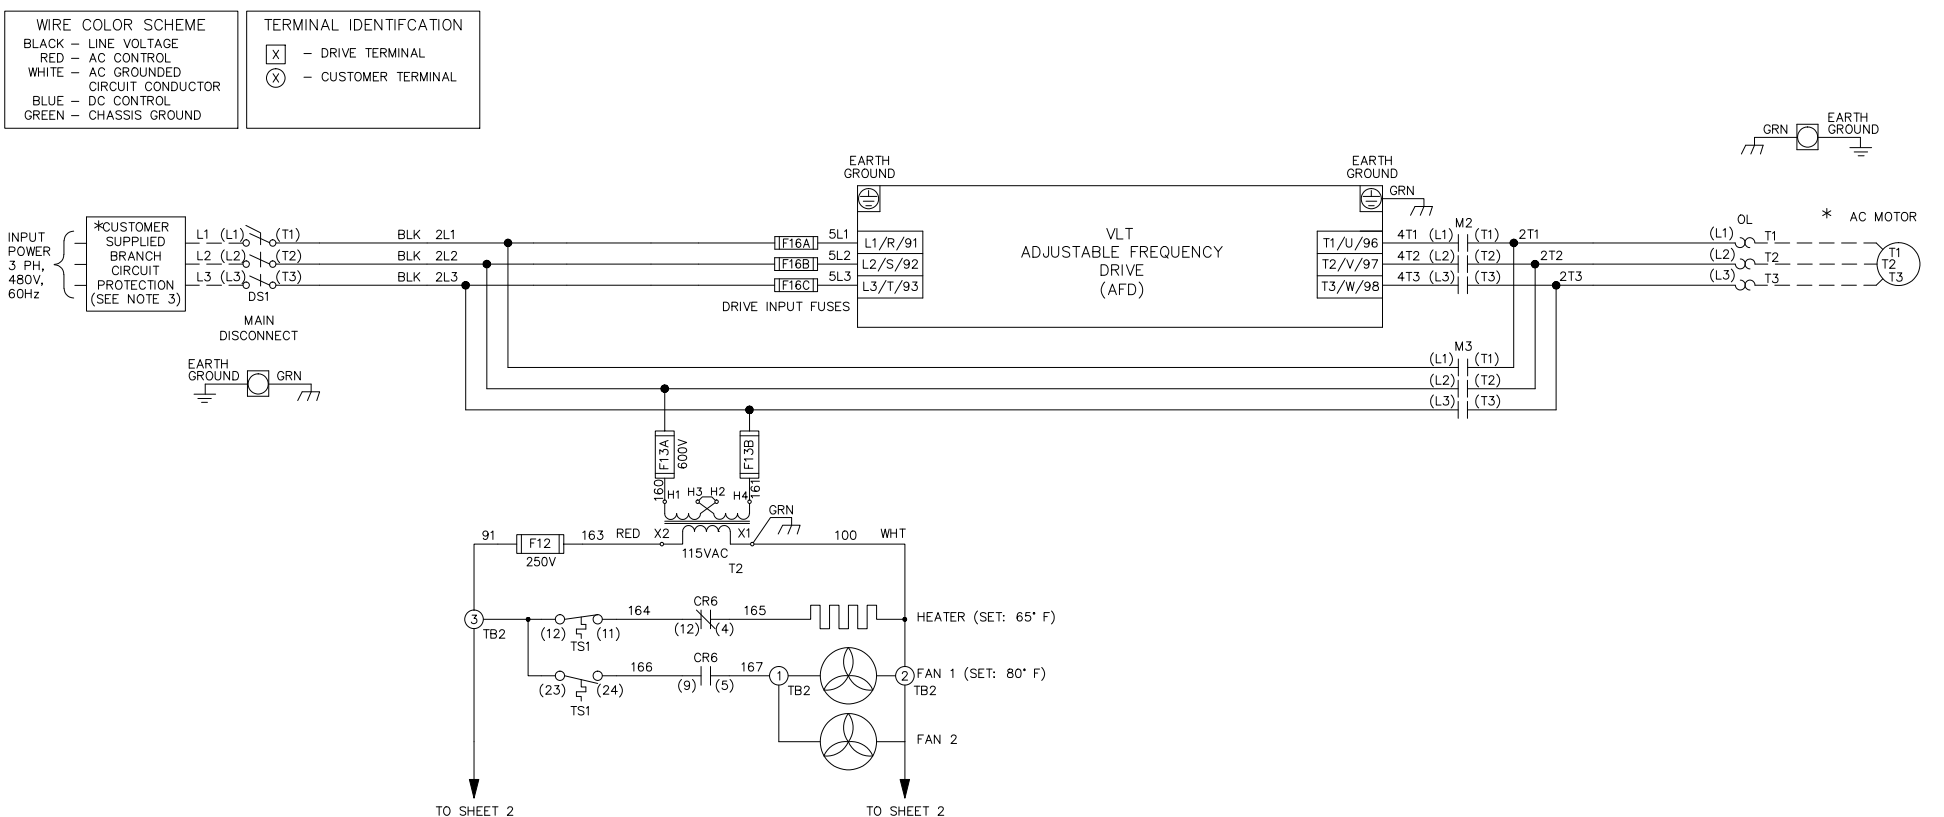 WIRE COLOR SCHEME
BLACK – LINE VOLTAGE
RED – AC CONTROL
WHITE – AC GROUNDED
CIRCUIT CONDUCTOR
BLUE – DC CONTROL
GREEN – CHASSIS GROUND
TERMINAL IDENTIFCATION
X – DRIVE TERMINAL
X – CUSTOMER TERMINAL
EARTH
GROUND
GRN
EARTH
GROUND
EARTH
GROUND
GRN
INPUT
POWER
3 PH,
480V,
60Hz
*CUSTOMER
SUPPLIED
BRANCH
CIRCUIT
PROTECTION
(SEE NOTE 3)
L1 (L1) (T1) BLK 2L1 F16A 5L1 L1/R/91
L2 (L2) (T2) BLK 2L2 F16B 5L2 L2/S/92
L3 (L3) (T3) BLK 2L3 F16C 5L3 L3/T/93
DS1
MAIN
DISCONNECT
DRIVE INPUT FUSES
VLT
ADJUSTABLE FREQUENCY
DRIVE
(AFD)
M2
T1/U/96 4T1 (L1) (T1) 2T1
T2/V/97 4T2 (L2) (T2) 2T2
T3/W/98 4T3 (L3) (T3) 2T3
OL
* AC MOTOR
(L1) T1
(L2) T2
(L3) T3
T1
T2
T3
EARTH
GROUND GRN
M3
(L1) (T1)
(L2) (T2)
(L3) (T3)
F13A
600V
F13B
160
161
H1 H3 H2 H4
GRN
91 F12 163 RED X2 X1 100 WHT
250V
115VAC
T2
3
TB2
(12) (11)
TS1
164
CR6
(12) (4)
165
HEATER (SET: 65° F)
(23) (24)
TS1
166
CR6
(9) (5)
167
1
TB2
2
TB2
FAN 1 (SET: 80° F)
FAN 2
TO SHEET 2
TO SHEET 2